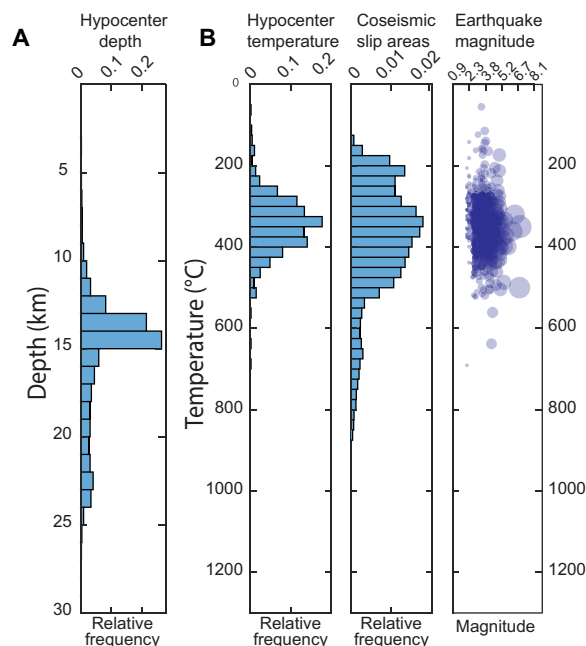 A
Hypocenter
depth
0
0.1
0.2
5
10
15
20
25
30
Depth (km)
Relative
frequency
B
Hypocenter
temperature
0
0.1
0.2
0
200
400
600
800
1000
1200
Temperature (°C)
Relative
frequency
Coseismic
slip areas
0
0.01
0.02
Relative
frequency
Earthquake
magnitude
0.9
2.3
3.8
5.2
6.7
8.1
200
400
600
800
1000
1200
Magnitude